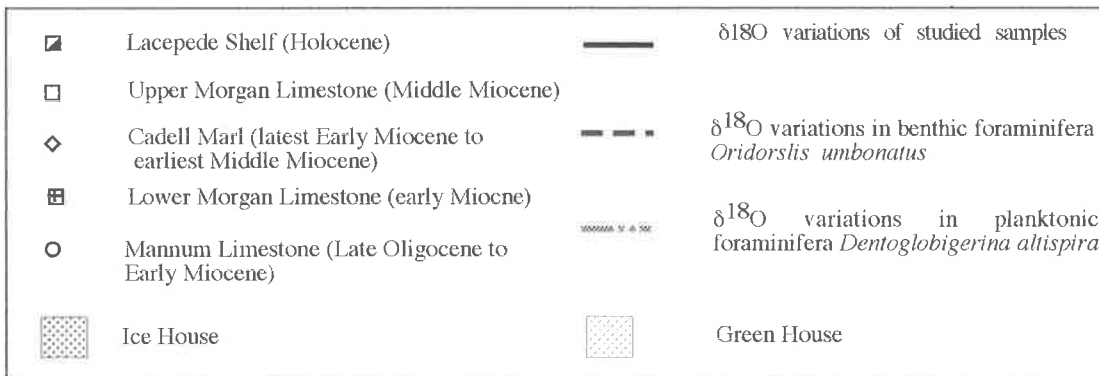 Lacepede Shelf (Holocene)
Upper Morgan Limestone (Middle Miocene)
Cadell Marl (latest Early Miocene to
earliest Middle Miocene)
Lower Morgan Limestone (early Miocne)
Mannum Limestone (Late Oligocene to
Early Miocene)
Ice House
δ18O variations of studied samples
δ18O variations in benthic foraminifera
Oridorslis umbonatus
δ18O variations in planktonic
foraminifera Dentoglobigerina altispira
Green House